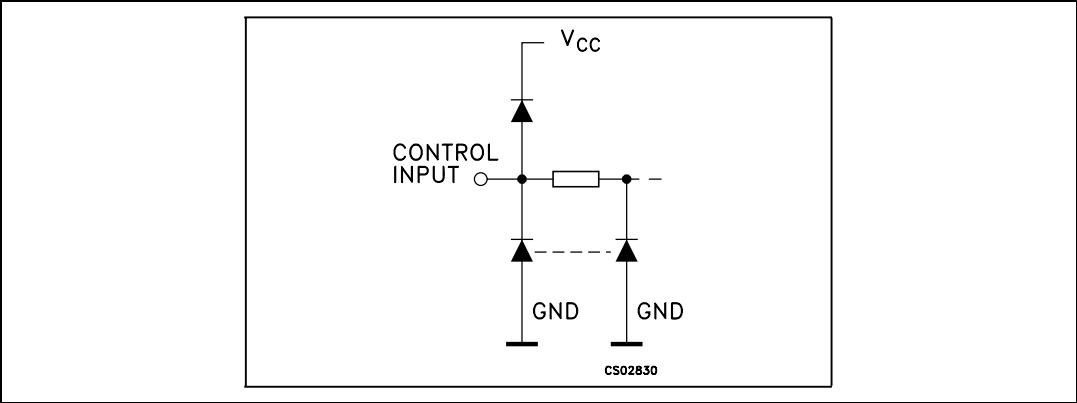 VCC
CONTROL
INPUT
GND
GND
CS02830